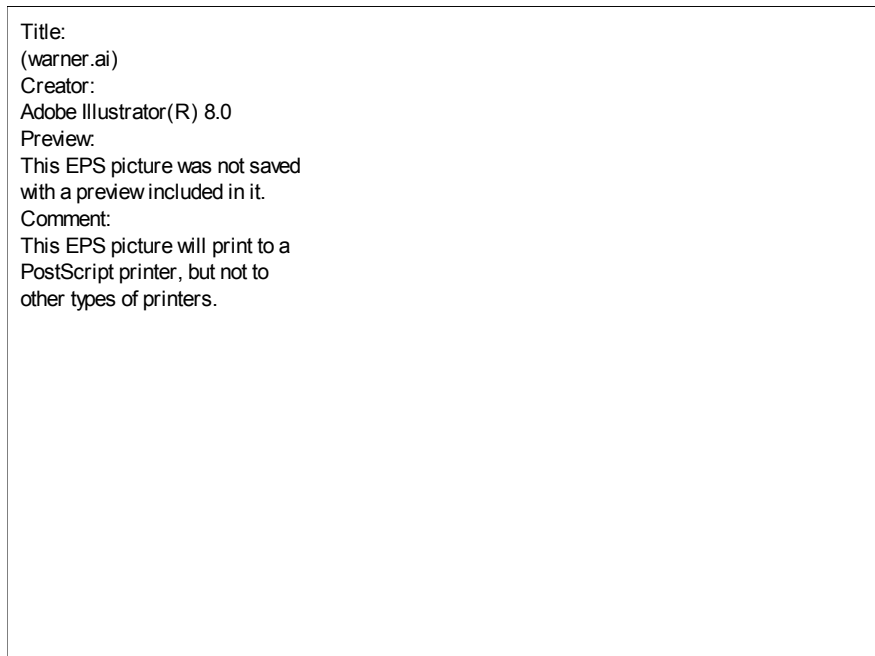 Title:
(warner.ai)
Creator:
Adobe Illustrator(R) 8.0
Preview:
This EPS picture was not saved
with a preview included in it.
Comment:
This EPS picture will print to a
PostScript printer, but not to
other types of printers.